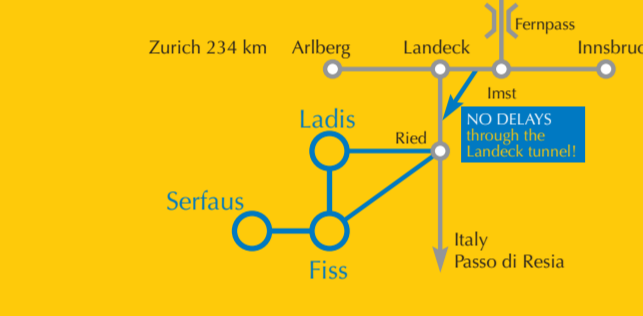 Fernpass
Zurich 234 km
Arlberg
Landeck
Imst
Ladis
Ried
NO DELAYS
through the
Landeck tunnel!
Serfaus
Italy
Passo di Resia
Fiss